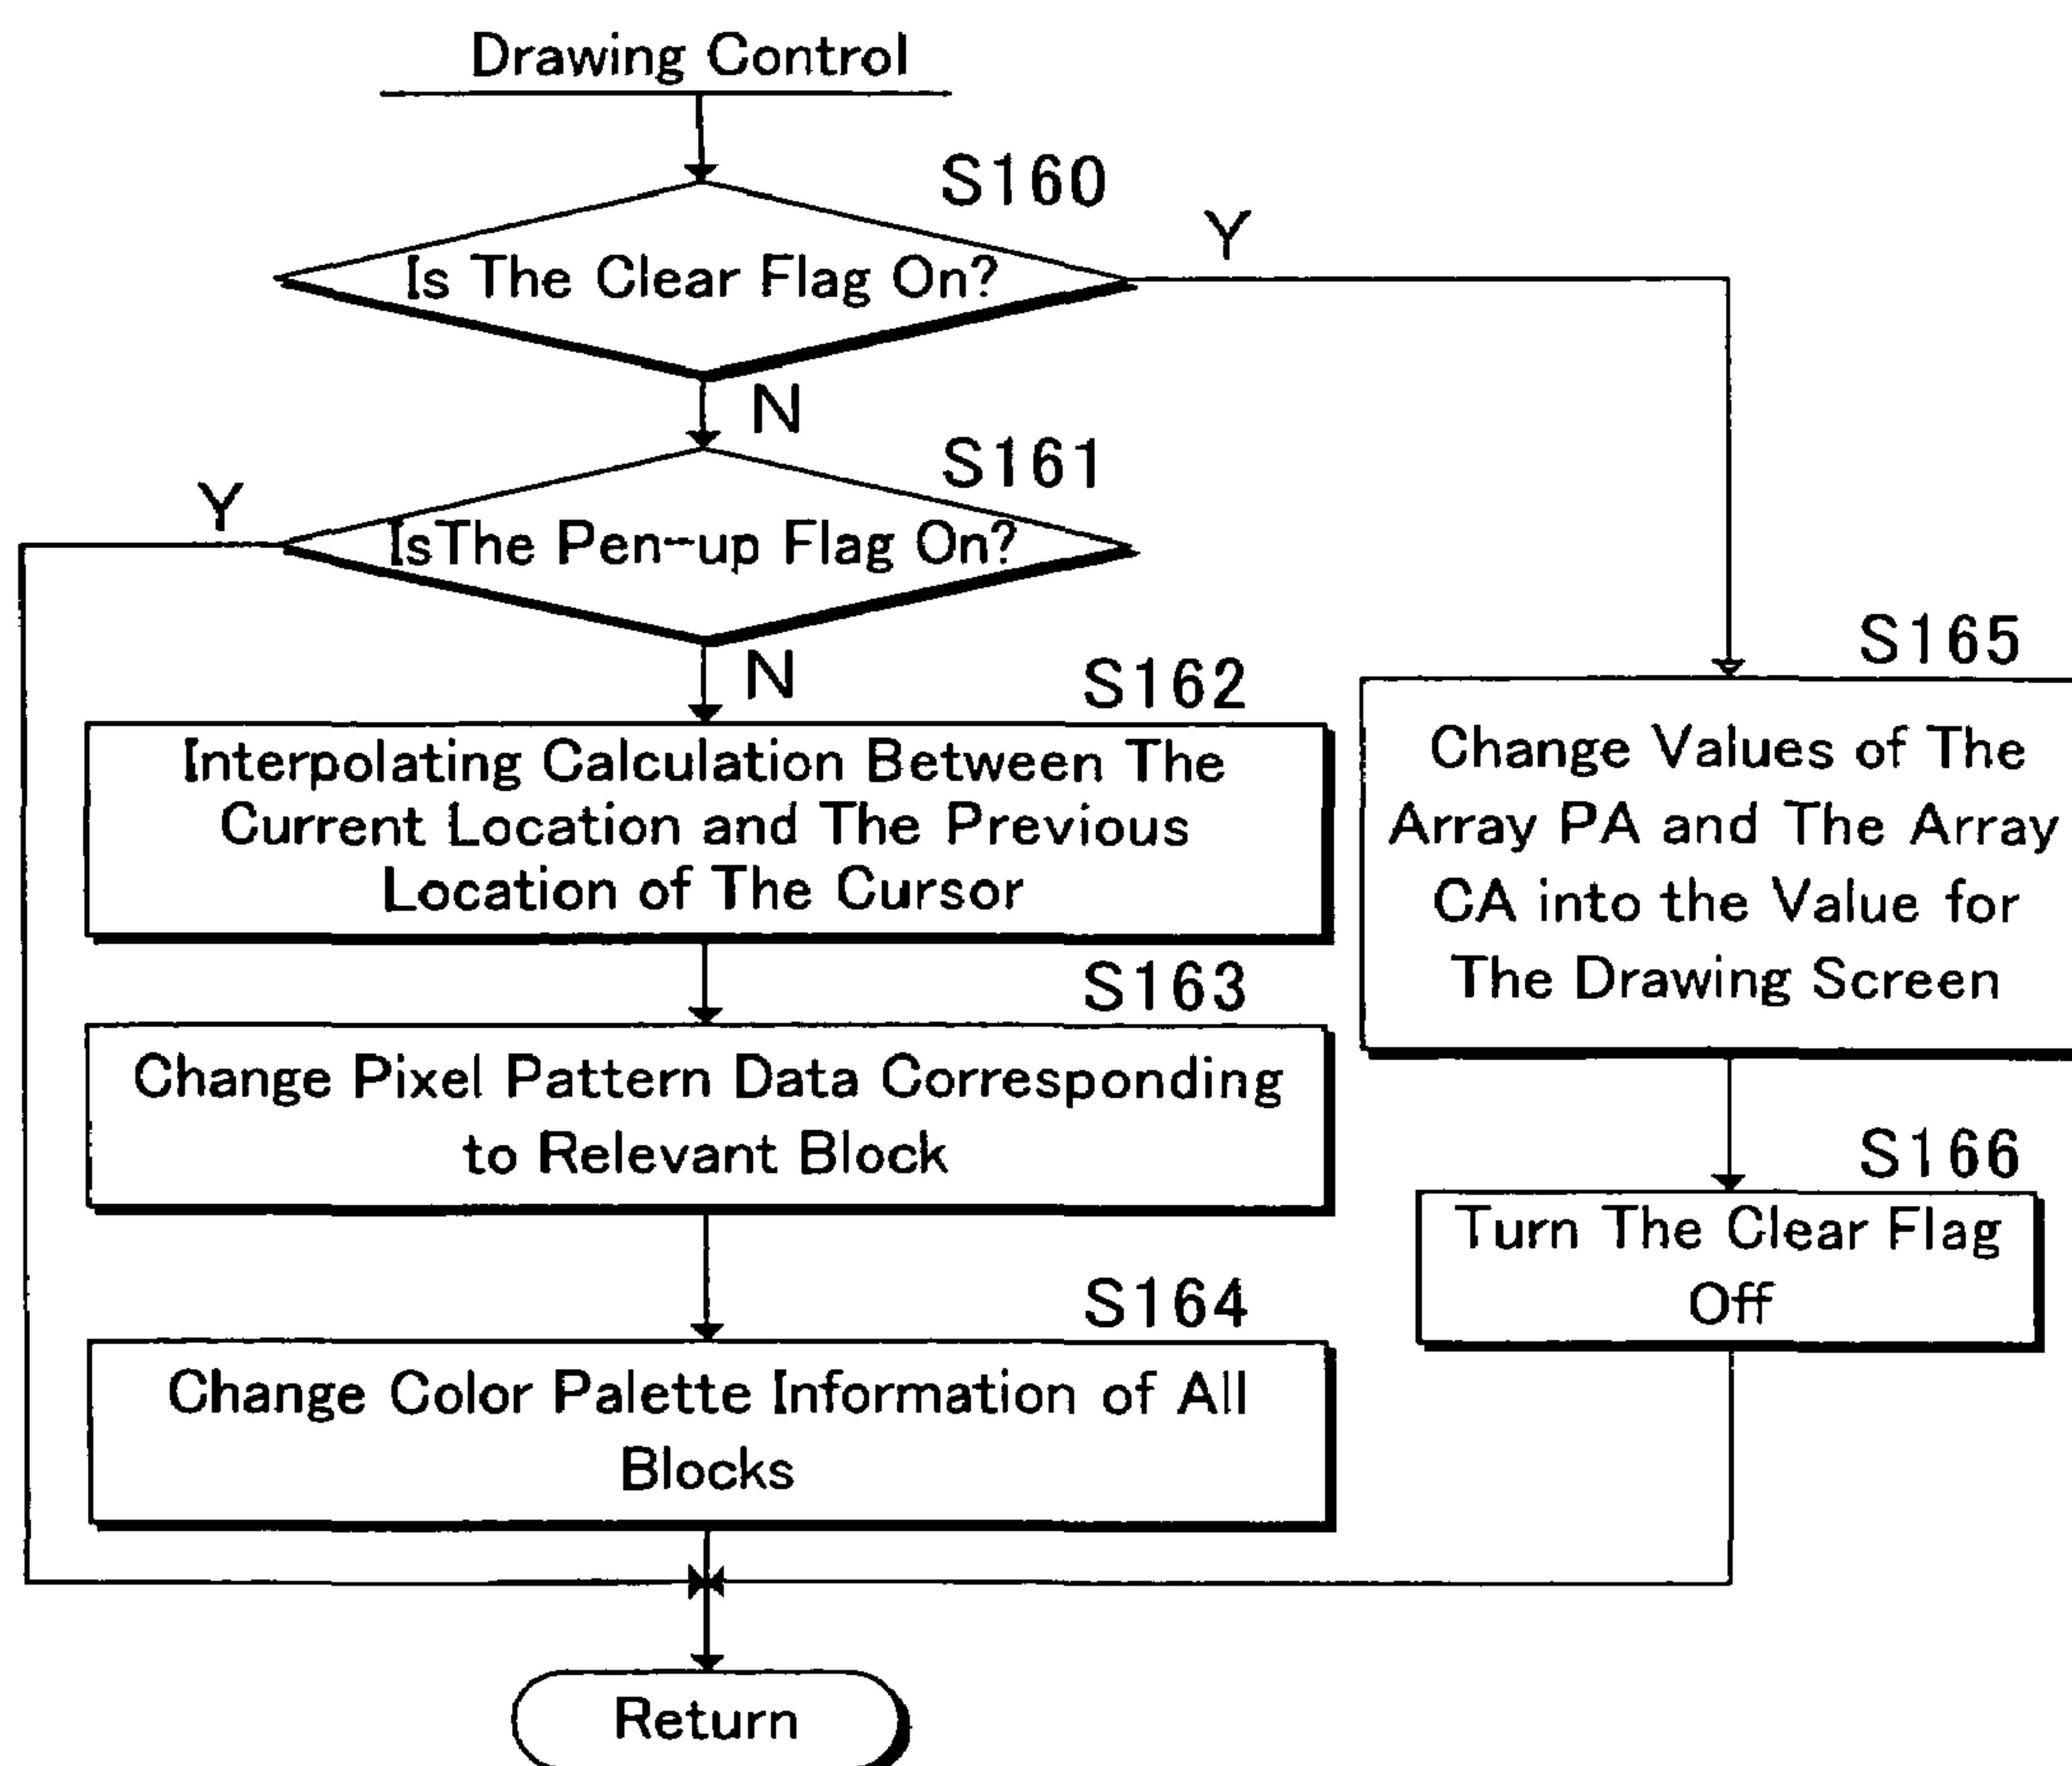 Drawing Control
S160
Is The Clear Flag On?
Y
N
S161
Y
IsThe Pen-up Flag On?
N
S162
Interpolating Calculation Between The
Current Location and The Previous
Location of The Cursor
S163
Change Pixel Pattern Data Corresponding
to Relevant Block
S164
Change Color Palette Information of All
Blocks
S165
Change Values of The
Array PA and The Array
CA into the Value for
The Drawing Screen
S166
Turn The Clear Flag
Off
Return